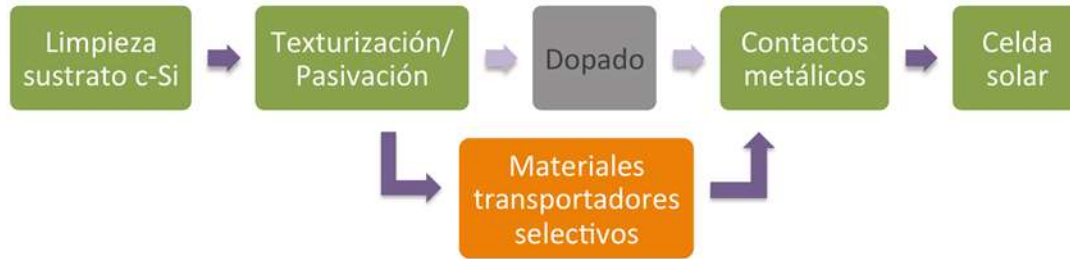 Limpieza
sustrato c-Si
Texturización/
Pasivación
Dopado
Contactos
metálicos
Celda
solar
Materiales
transportadores
selectivos